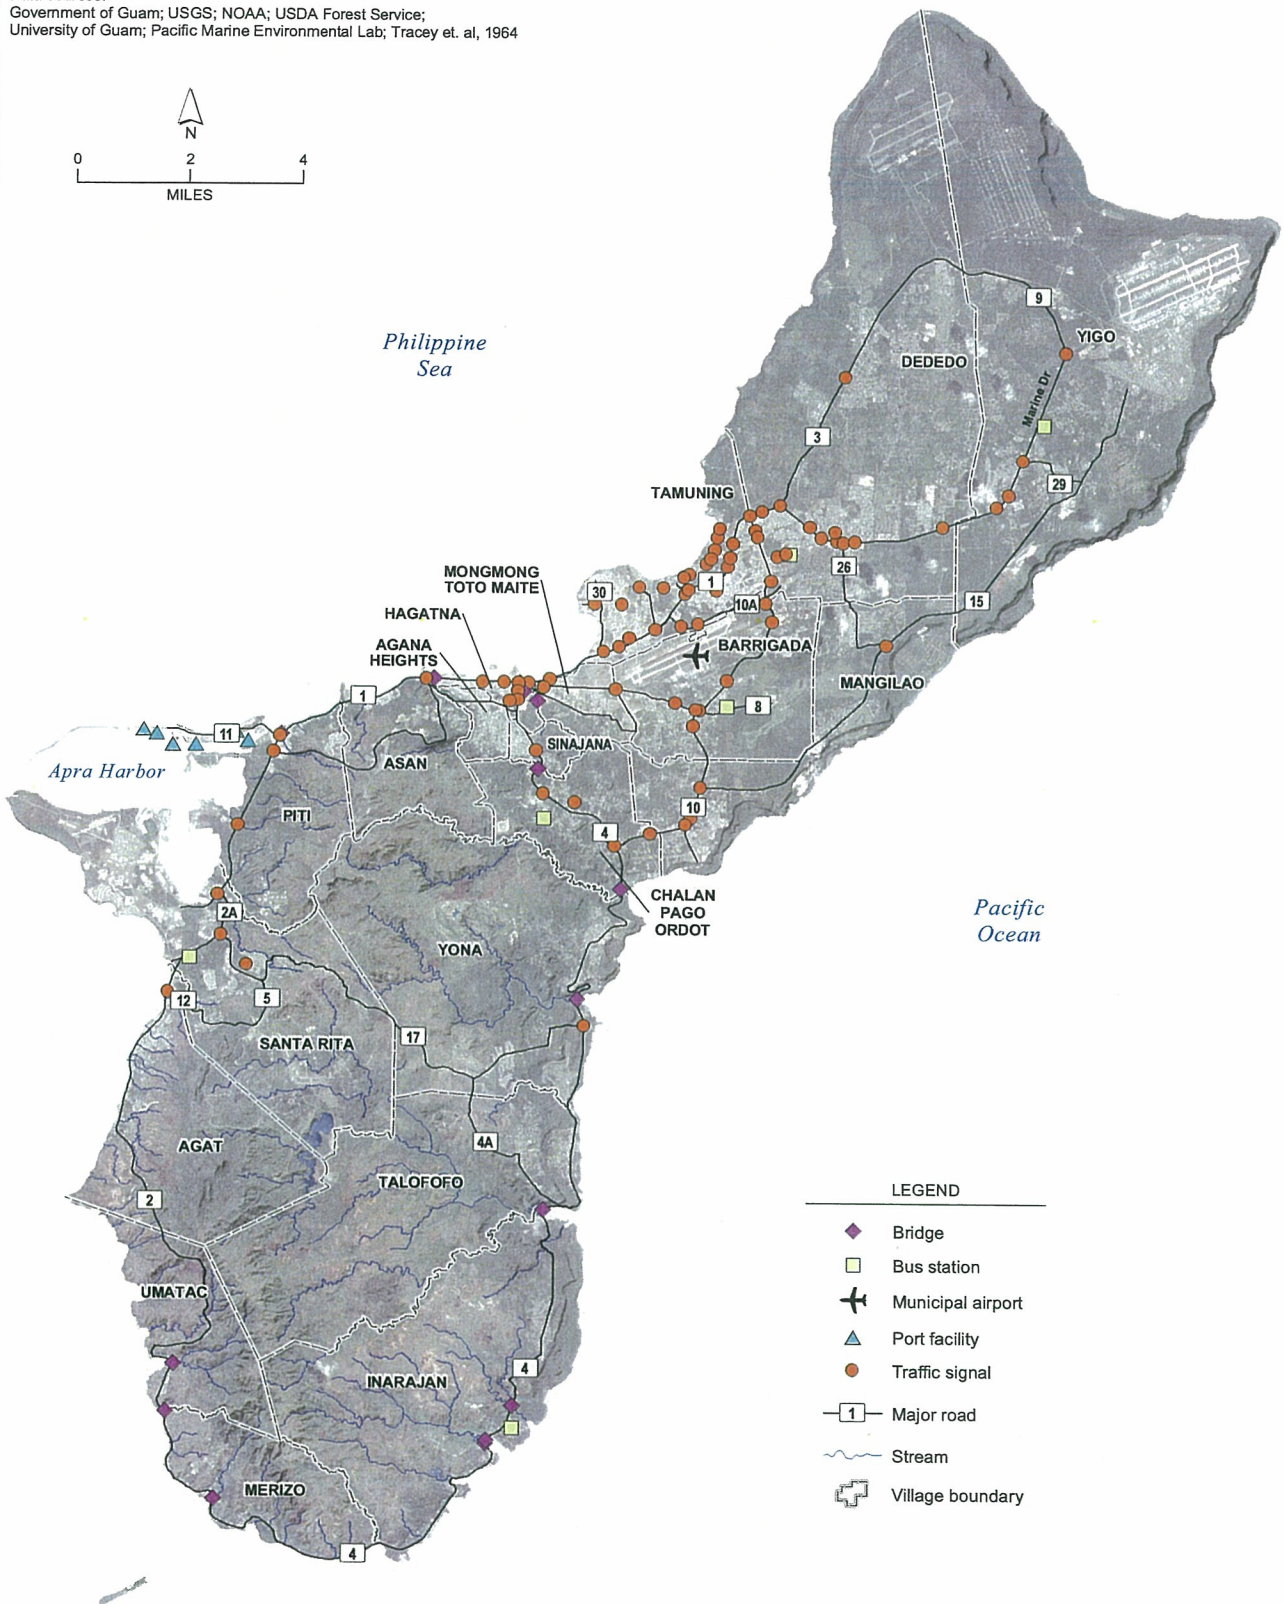 Government of Guam; USGS; NOAA; USDA Forest Service;
University of Guam; Pacific Marine Environmental Lab; Tracey et. al, 1964
N
0 2 4
MILES
9
YIGO
Philippine
Sea
DEDEDO
Marine Dr
3
29
TAMUNING
26
MONGMONG
TOTO MAITE
1
30
15
10A
HAGATNA
BARRIGADA
AGANA
HEIGHTS
MANGILAO
1
8
11
SINAJANA
ASAN
Apra Harbor
10
PITI
4
CHALAN
PAGO
ORDOT
2A
Pacific
Ocean
YONA
5
12
17
SANTA RITA
4A
AGAT
TALOFOFO
2
LEGEND
Bridge
Bus station
UMATAC
Municipal airport
Port facility
4
Traffic signal
INARAJAN
1 Major road
Stream
MERIZO
Village boundary
4